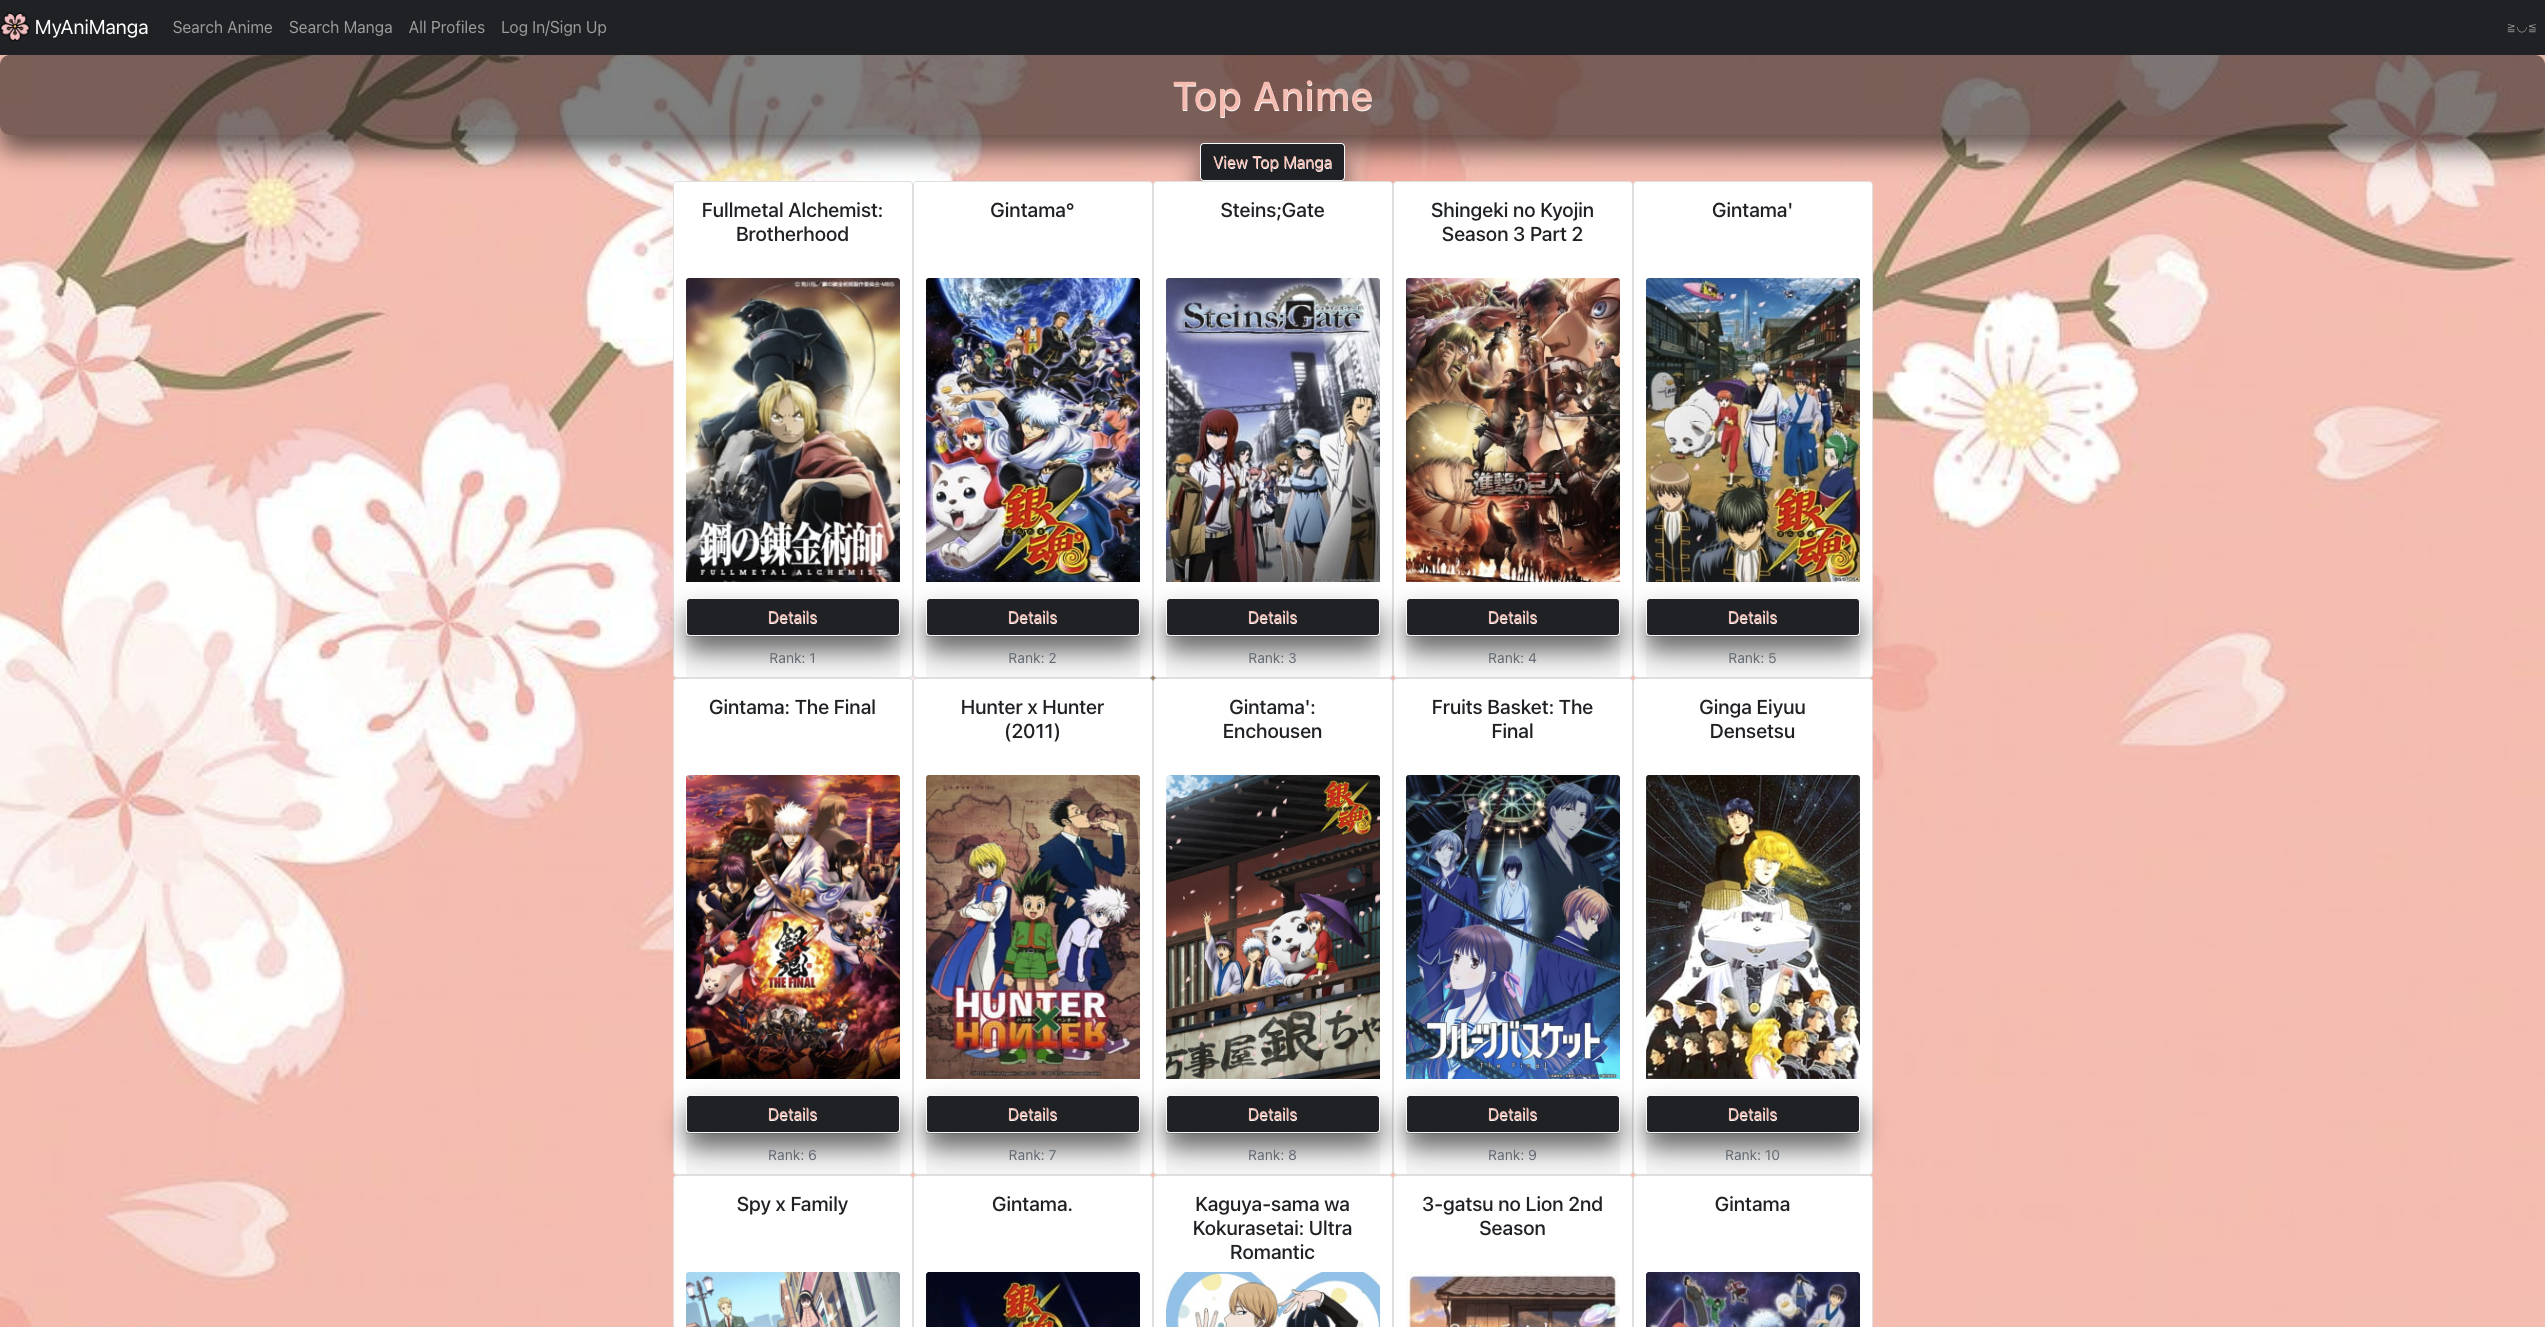 MyAniManga Search Anime Search Manga All Profiles Log In/Sign Up ≧◡≦
Top Anime
View Top Manga
Fullmetal Alchemist:
Brotherhood
Gintama°
Steins;Gate
Shingeki no Kyojin
Season 3 Part 2
Gintama'
鋼の錬金術師
FULLMETAL ALCHEMIST
銀魂
Steins;Gate
進撃の巨人
銀魂
Details Details Details Details Details
Rank: 1 Rank: 2 Rank: 3 Rank: 4 Rank: 5
Gintama: The Final
Hunter x Hunter
(2011)
Gintama':
Enchousen
Fruits Basket: The
Final
Ginga Eiyuu
Densetsu
銀魂
THE FINAL
HUNTER
×
HUNTER
銀魂
万事屋銀ちゃ
フルーツバスケット
The Final
Details Details Details Details Details
Rank: 6 Rank: 7 Rank: 8 Rank: 9 Rank: 10
Spy x Family
Gintama.
Kaguya-sama wa
Kokurasetai: Ultra
Romantic
3-gatsu no Lion 2nd
Season
Gintama
銀魂